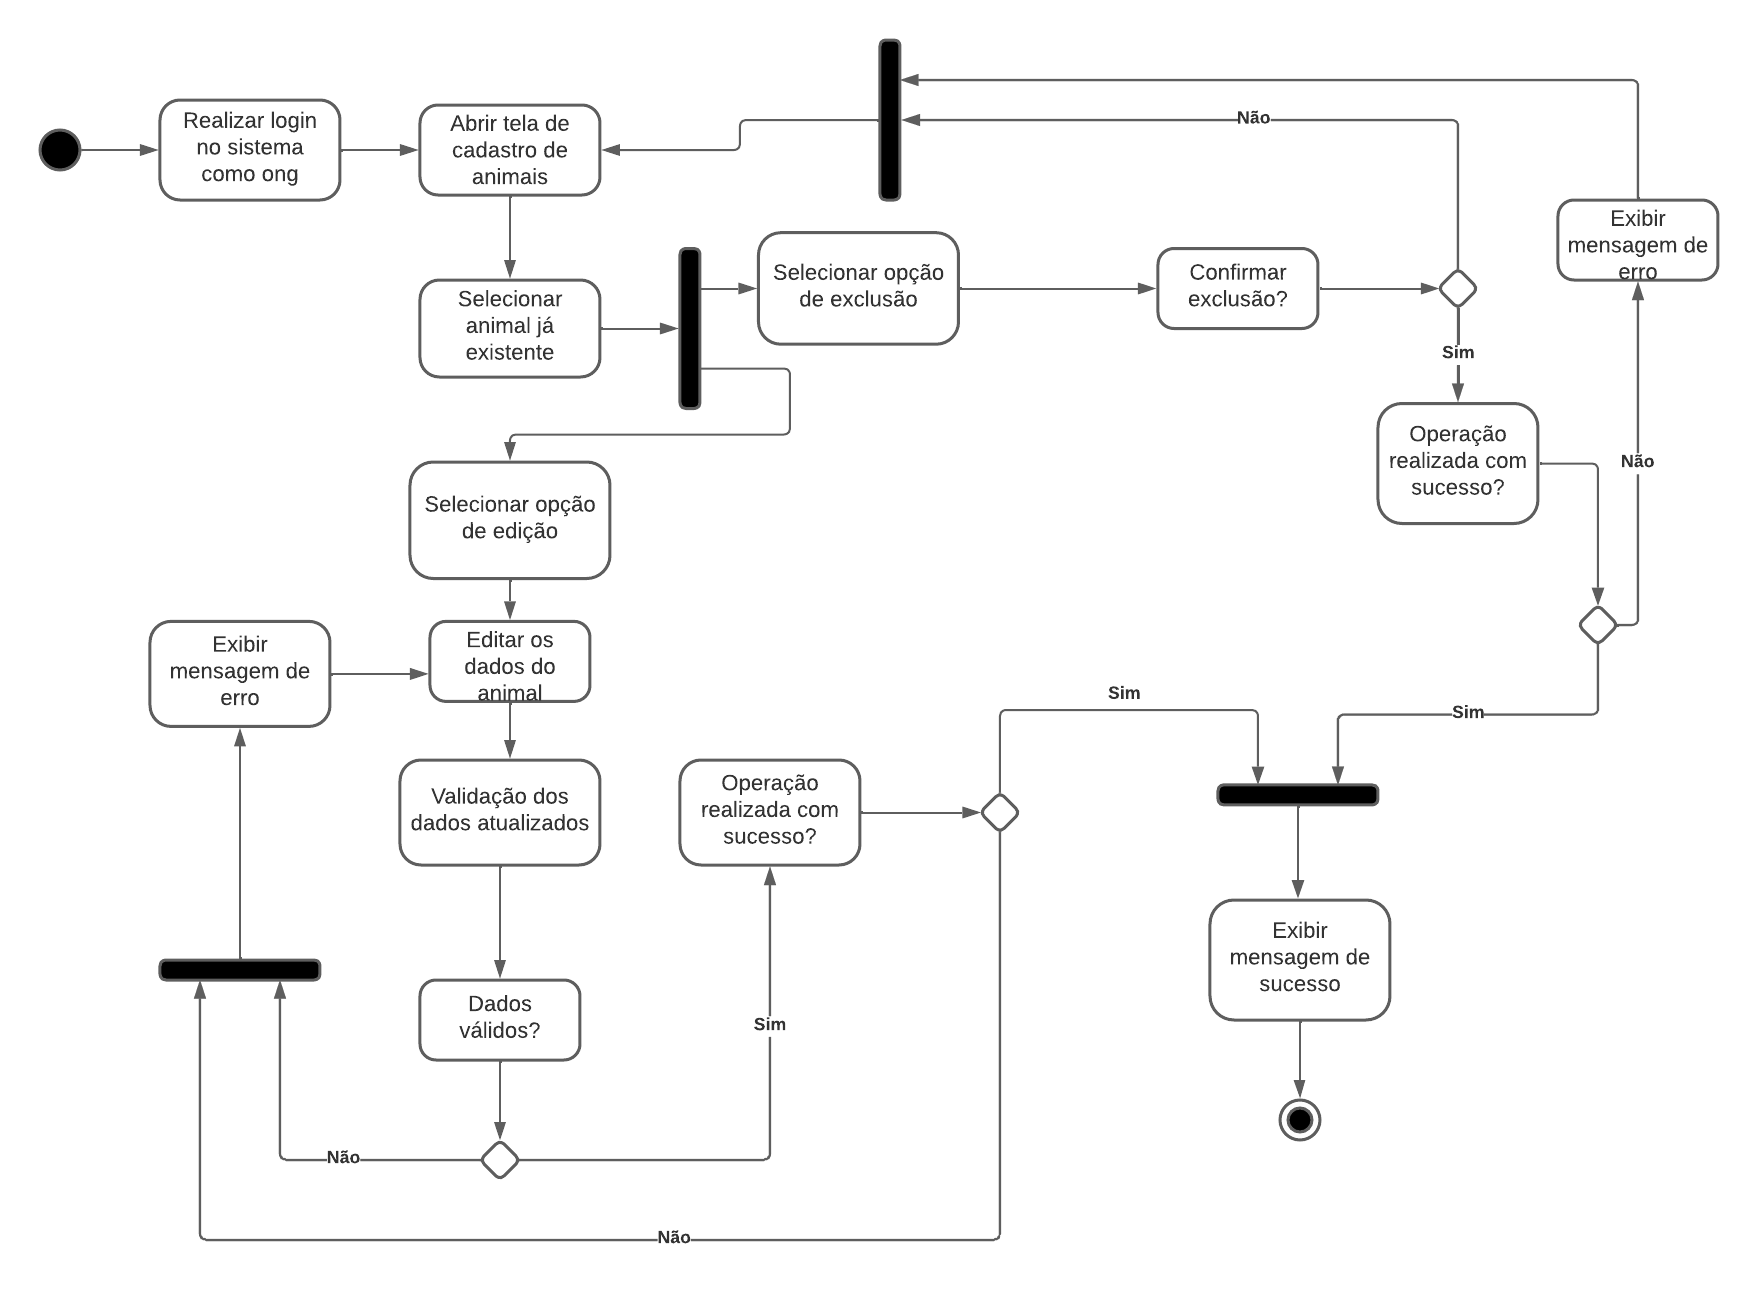 Realizar login
no sistema
como ong
Abrir tela de
cadastro de
animais
Não
Exibir
mensagem de
erro
Selecionar
animal já
existente
Selecionar opção
de exclusão
Confirmar
exclusão?
Sim
Operação
realizada com
sucesso?
Não
Selecionar opção
de edição
Exibir
mensagem de
erro
Editar os
dados do
animal
Sim
Sim
Validação dos
dados atualizados
Operação
realizada com
sucesso?
Exibir
mensagem de
sucesso
Dados
válidos?
Sim
Não
Não